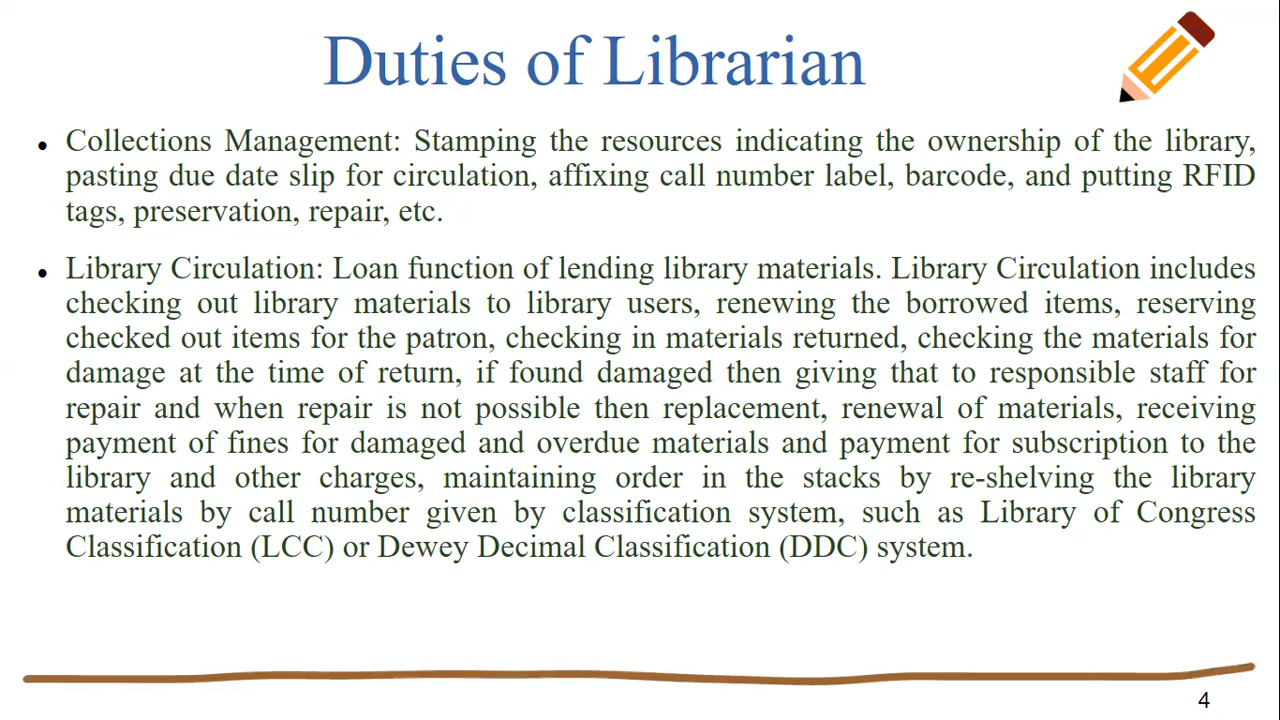 Duties of Librarian
• Collections Management: Stamping the resources indicating the ownership of the library,
pasting due date slip for circulation, affixing call number label, barcode, and putting RFID
tags, preservation, repair, etc.
• Library Circulation: Loan function of lending library materials. Library Circulation includes
checking out library materials to library users, renewing the borrowed items, reserving
checked out items for the patron, checking in materials returned, checking the materials for
damage at the time of return, if found damaged then giving that to responsible staff for
repair and when repair is not possible then replacement, renewal of materials, receiving
payment of fines for damaged and overdue materials and payment for subscription to the
library and other charges, maintaining order in the stacks by re-shelving the library
materials by call number given by classification system, such as Library of Congress
Classification (LCC) or Dewey Decimal Classification (DDC) system.
4